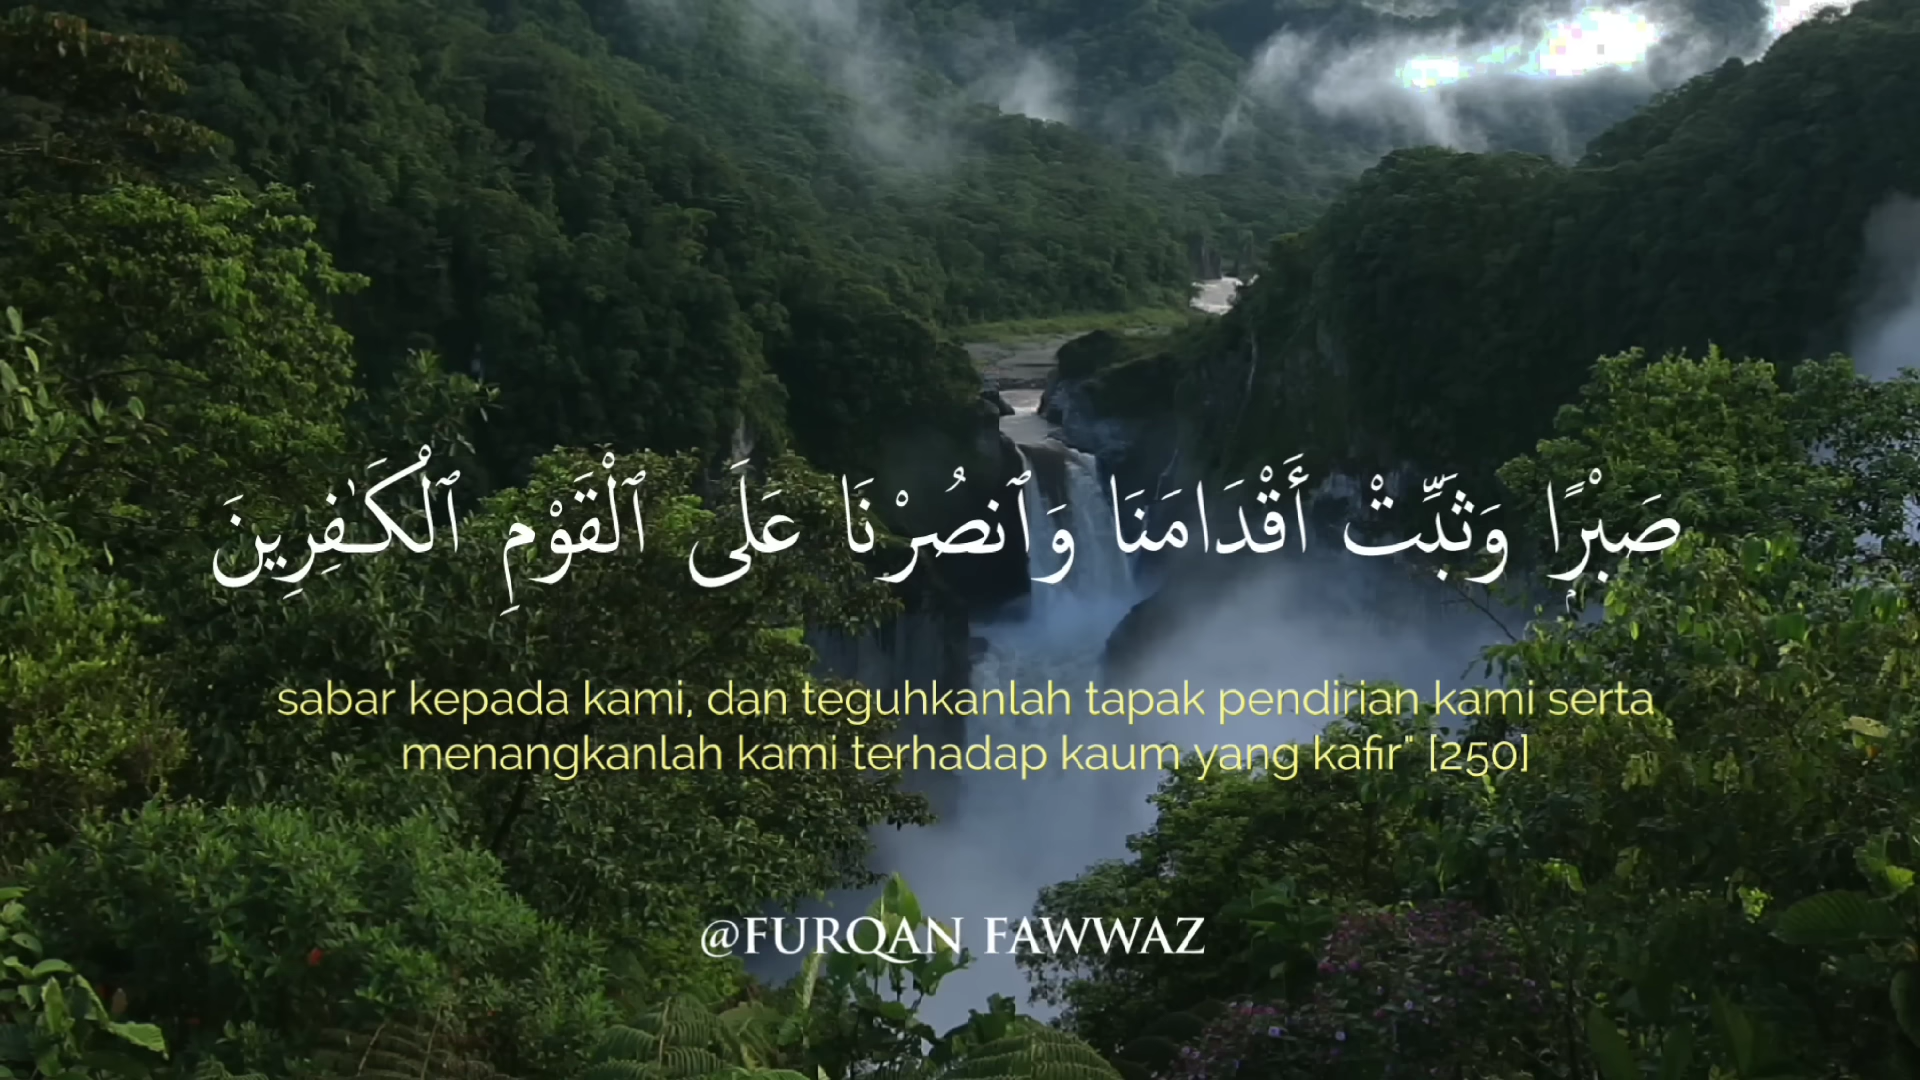 صَبْرًۭا وَثَبِّتْ أَقْدَامَنَا وَٱنصُرْنَا عَلَى ٱلْقَوْمِ ٱلْكَـٰفِرِينَ
sabar kepada kami, dan teguhkanlah tapak pendirian kami serta
menangkanlah kami terhadap kaum yang kafir" [250]
@FURQAN FAWWAZ